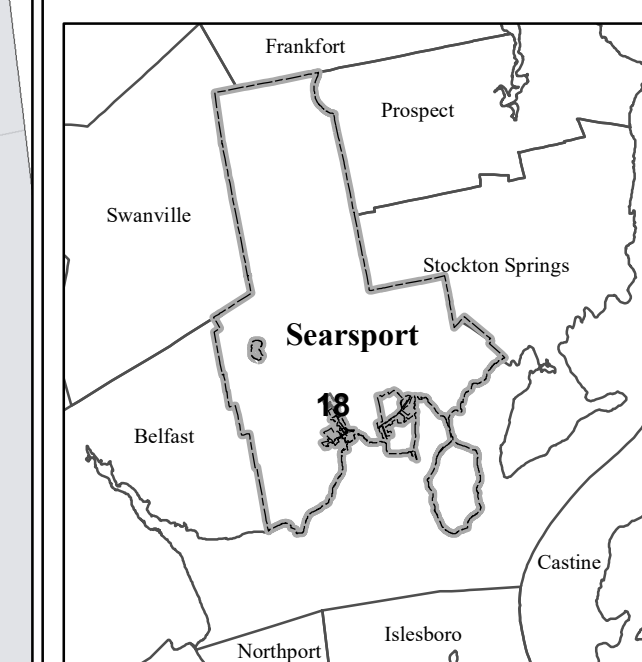 Frankfort
Prospect
Swanville
Stockton Springs
Searsport
18
Belfast
Castine
Islesboro
Northport